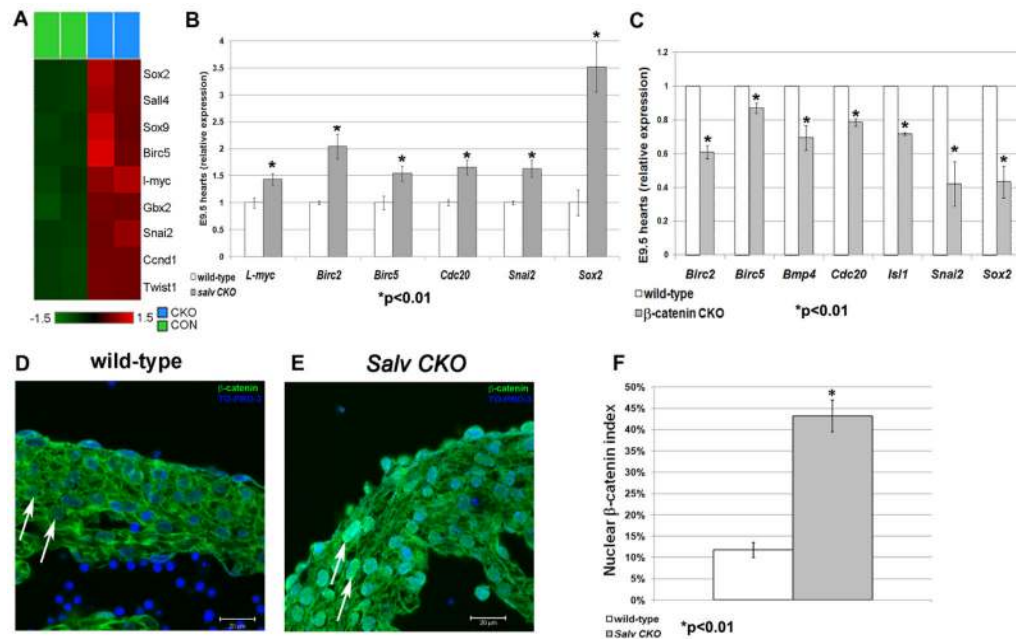 A
Sox2
Sall4
Sox9
Birc5
l-myc
Gbx2
Snai2
Ccnd1
Twist1
-1.5 1.5
CKO
CON
B
E9.5 hearts (relative expression)
4
3.5
3
2.5
2
1.5
1
0.5
0
* * * * * *
L-myc Birc2 Birc5 Cdc20 Snai2 Sox2
wild-type
salv CKO
*p<0.01
C
E9.5 hearts (relative expression)
1.2
1
0.8
0.6
0.4
0.2
0
* * * * * * *
Birc2 Birc5 Bmp4 Cdc20 Isl1 Snai2 Sox2
wild-type
β-catenin CKO
*p<0.01
D wild-type
β-catenin
TO-PRO-3
20 μm
E Salv CKO
β-catenin
TO-PRO-3
20 μm
F
Nuclear β-catenin index
50%
45%
40%
35%
30%
25%
20%
15%
10%
5%
0%
*
wild-type
Salv CKO
*p<0.01